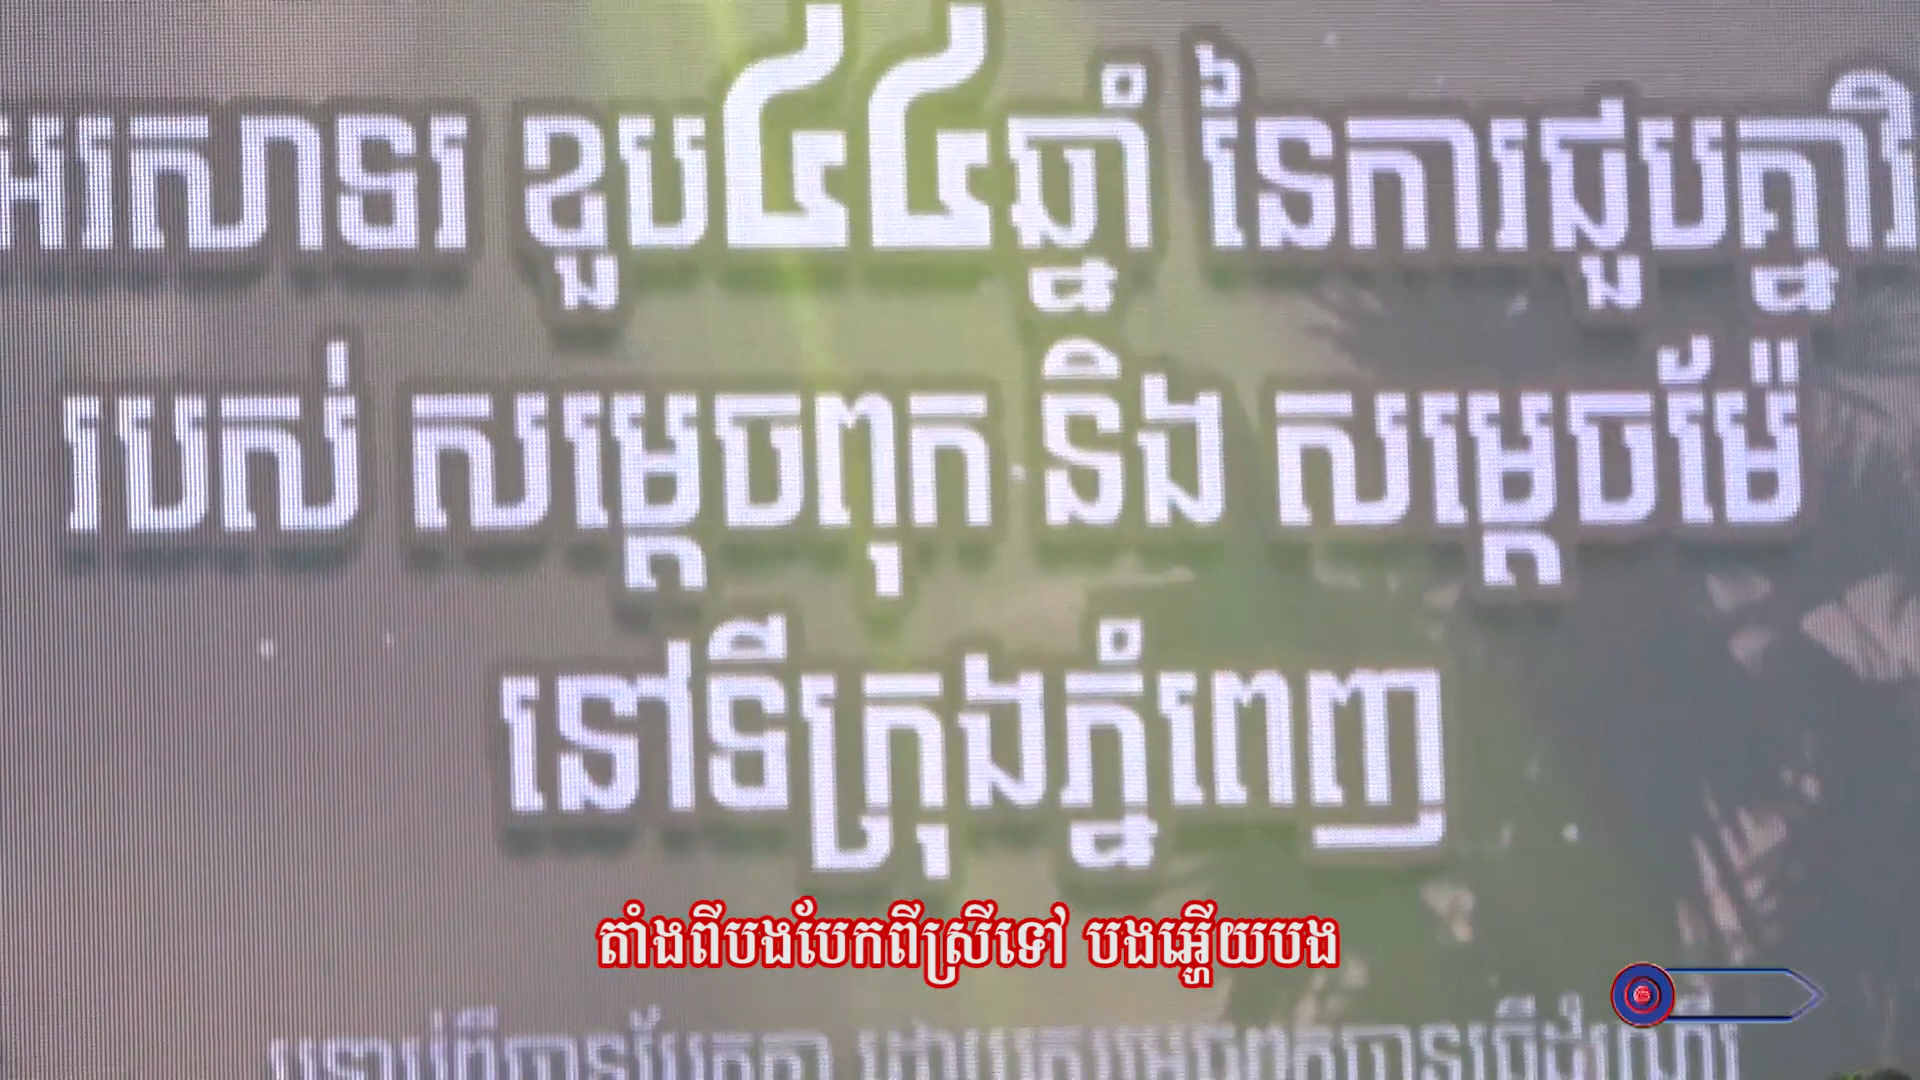 អរសាទរ ខួប៤៤ឆ្នាំ នៃការជួបគ្នា
របស់ សម្តេចពុក និង សម្តេចម៉ែ
នៅទីក្រុងភ្នំពេញ
តាំងពីបងបែកពីស្រីទៅ បងអ្ហើយបង